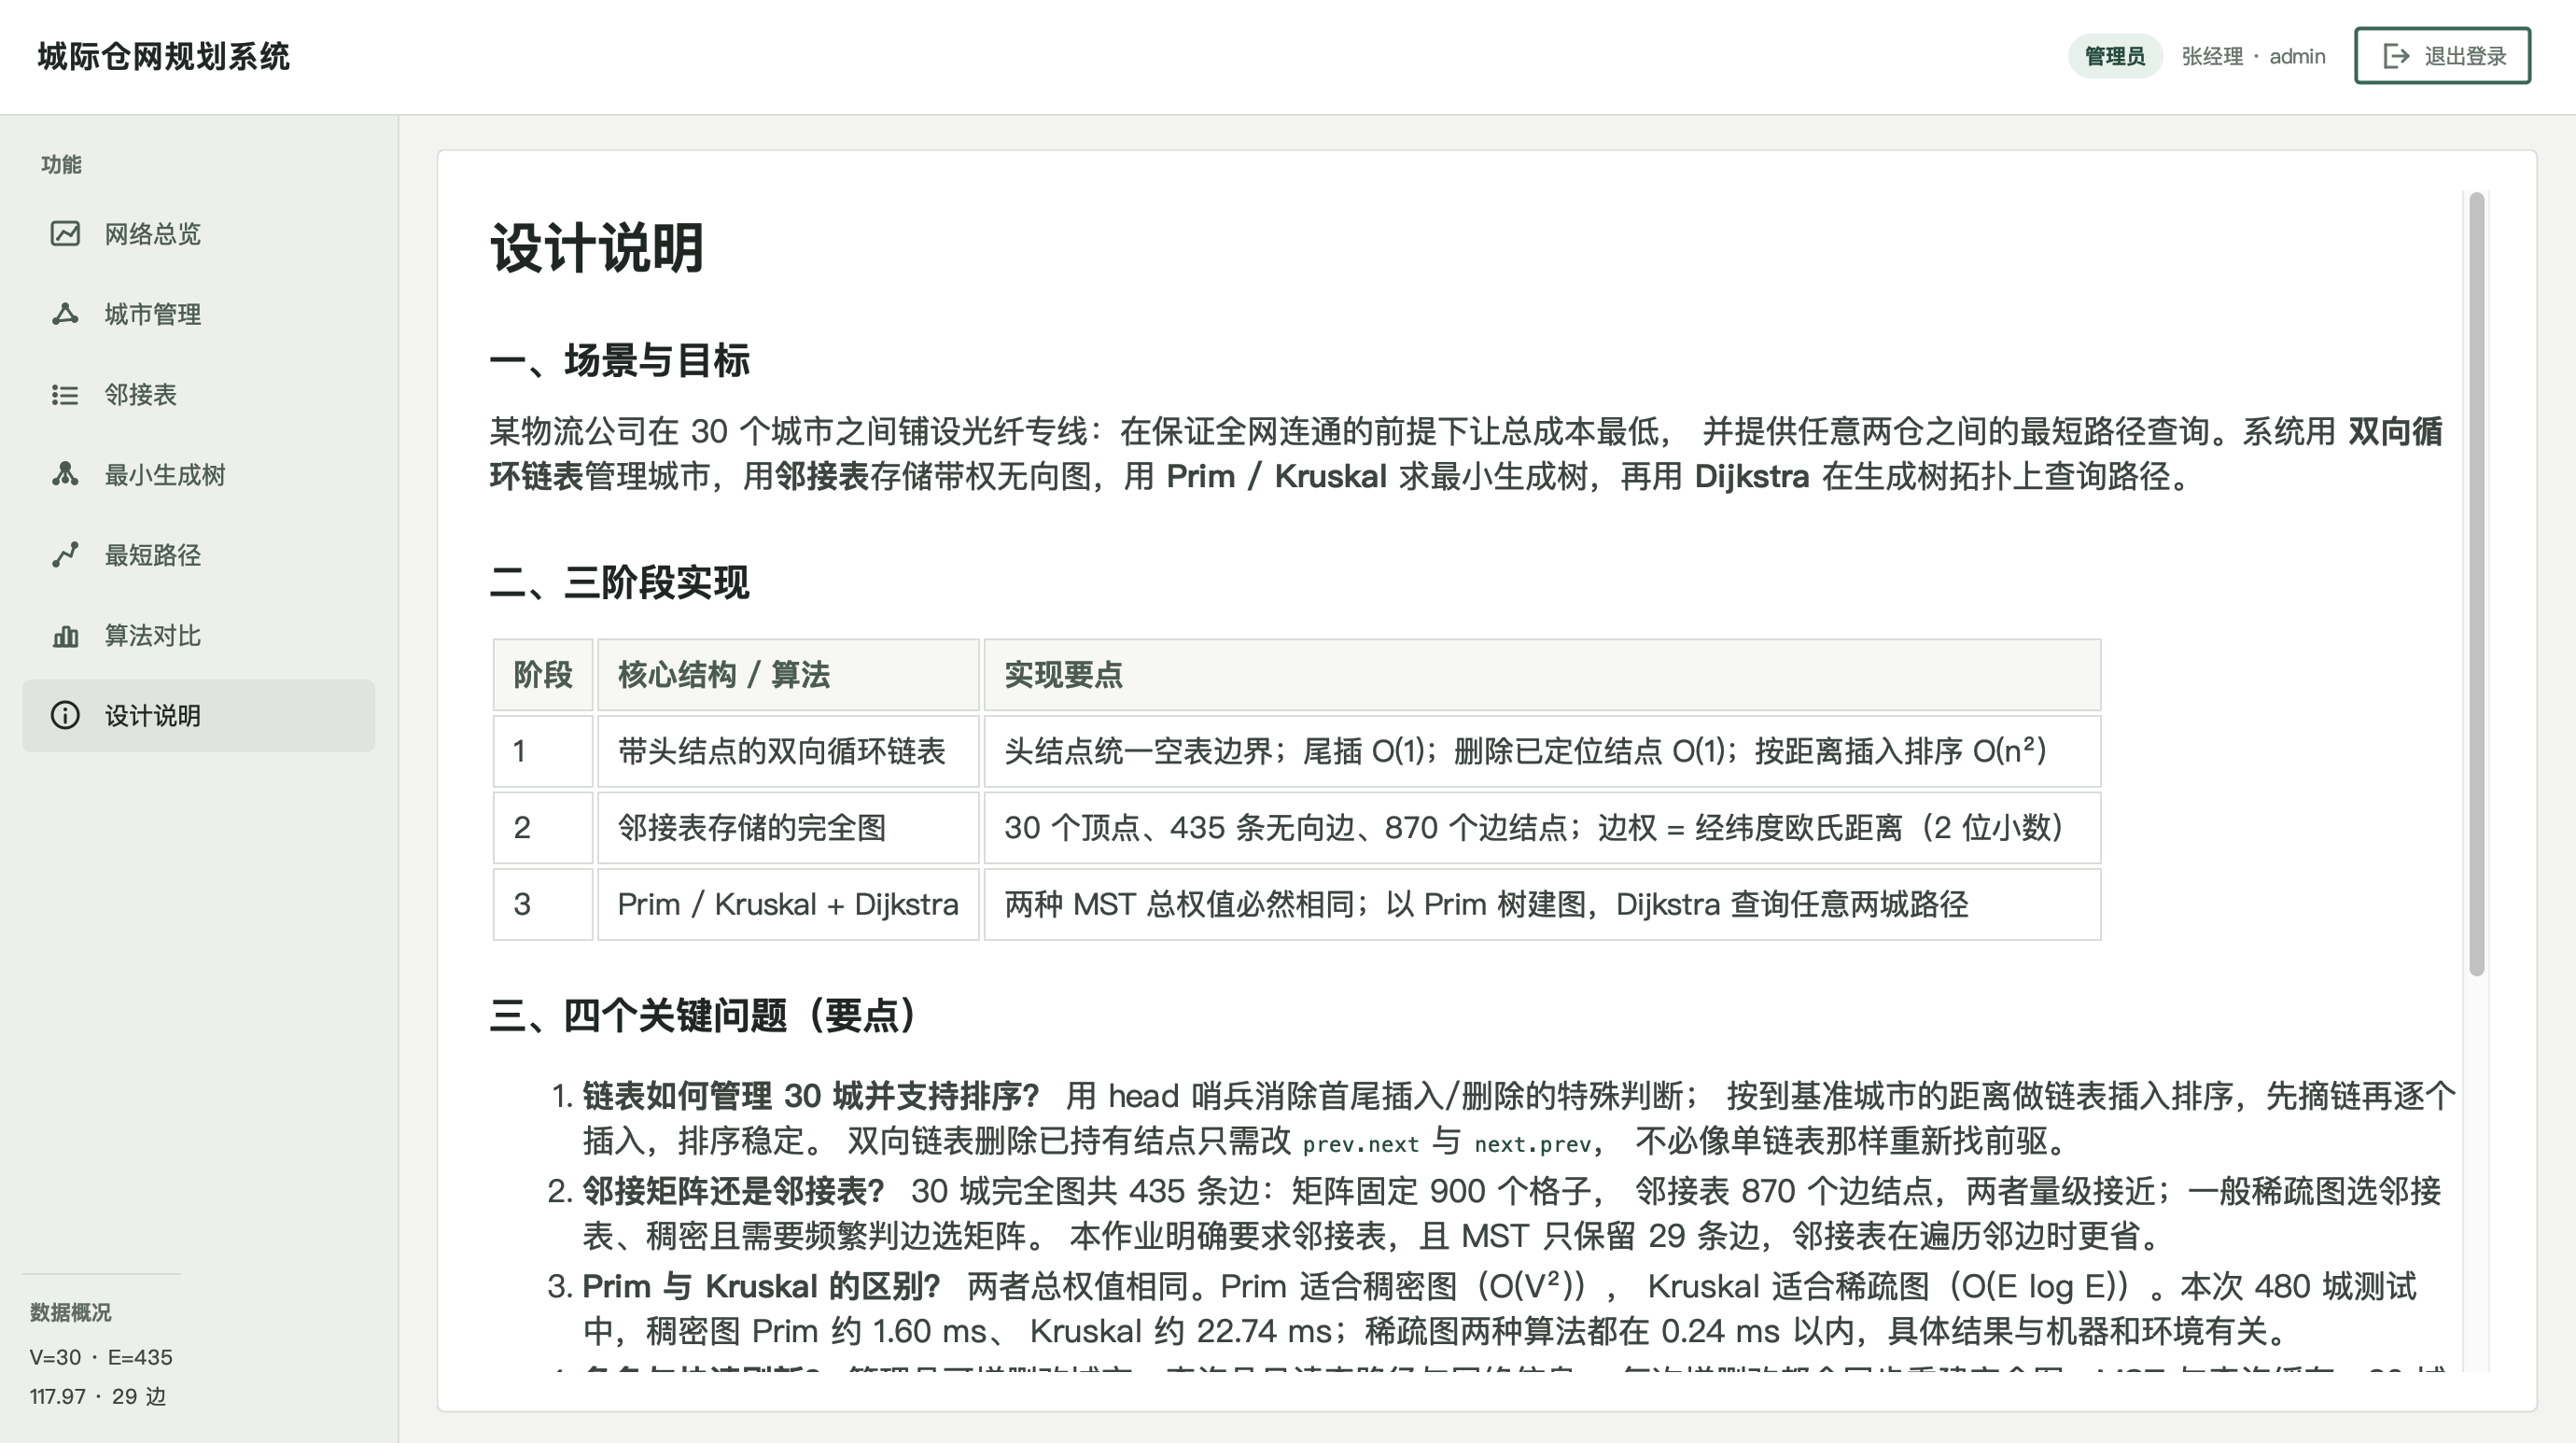 城际仓网规划系统
管理员
张经理 · admin
退出登录
功能
网络总览
城市管理
邻接表
最小生成树
最短路径
算法对比
设计说明
数据概况
V=30 · E=435
117.97 · 29 边
设计说明
一、场景与目标
某物流公司在 30 个城市之间铺设光纤专线：在保证全网连通的前提下让总成本最低， 并提供任意两仓之间的最短路径查询。系统用 双向循
环链表管理城市，用邻接表存储带权无向图，用 Prim / Kruskal 求最小生成树，再用 Dijkstra 在生成树拓扑上查询路径。
二、三阶段实现
阶段 核心结构 / 算法 实现要点
1 带头结点的双向循环链表 头结点统一空表边界；尾插 O(1)；删除已定位结点 O(1)；按距离插入排序 O(n²)
2 邻接表存储的完全图 30 个顶点、435 条无向边、870 个边结点；边权 = 经纬度欧氏距离（2 位小数）
3 Prim / Kruskal + Dijkstra 两种 MST 总权值必然相同；以 Prim 树建图，Dijkstra 查询任意两城路径
三、四个关键问题（要点）
1. 链表如何管理 30 城并支持排序？ 用 head 哨兵消除首尾插入/删除的特殊判断； 按到基准城市的距离做链表插入排序，先摘链再逐个
插入，排序稳定。 双向链表删除已持有结点只需改 prev.next 与 next.prev， 不必像单链表那样重新找前驱。
2. 邻接矩阵还是邻接表？ 30 城完全图共 435 条边：矩阵固定 900 个格子， 邻接表 870 个边结点，两者量级接近；一般稀疏图选邻接
表、稠密且需要频繁判边选矩阵。 本作业明确要求邻接表，且 MST 只保留 29 条边，邻接表在遍历邻边时更省。
3. Prim 与 Kruskal 的区别？ 两者总权值相同。Prim 适合稠密图（O(V²)）， Kruskal 适合稀疏图（O(E log E)）。本次 480 城测试
中，稠密图 Prim 约 1.60 ms、 Kruskal 约 22.74 ms；稀疏图两种算法都在 0.24 ms 以内，具体结果与机器和环境有关。